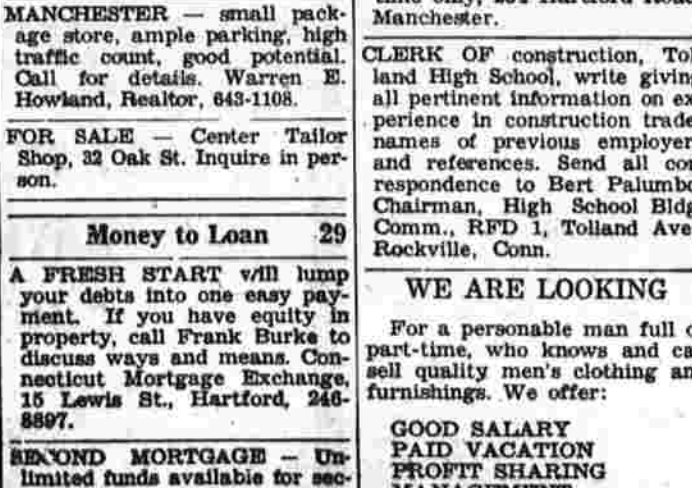 MANCHESTER — small pack-
age store, ample parking, high
traffic count, good potential.
Call for details. Warren E.
Howland, Realtor, 643-1108.
FOR SALE — Center Tailor
Shop, 32 Oak St. Inquire in per-
son.
Money to Loan 29
A FRESH START will lump
your debts into one easy pay-
ment. If you have equity in
property, call Frank Burke to
discuss ways and means. Con-
necticut Mortgage Exchange,
15 Lewis St., Hartford, 246-
8897.
SECOND MORTGAGE — Un-
limited funds available for sec-
Manchester.
CLERK OF construction, Tol
land High School, write givin
all pertinent information on ex
perience in construction trade
names of previous employer
and references. Send all cor
respondence to Bert Palumb
Chairman, High School Bldg
Comm., RFD 1, Tolland Ave
Rockville, Conn.
WE ARE LOOKING
For a personable man full o
part-time, who knows and ca
sell quality men's clothing an
furnishings. We offer:
GOOD SALARY
PAID VACATION
PROFIT SHARING